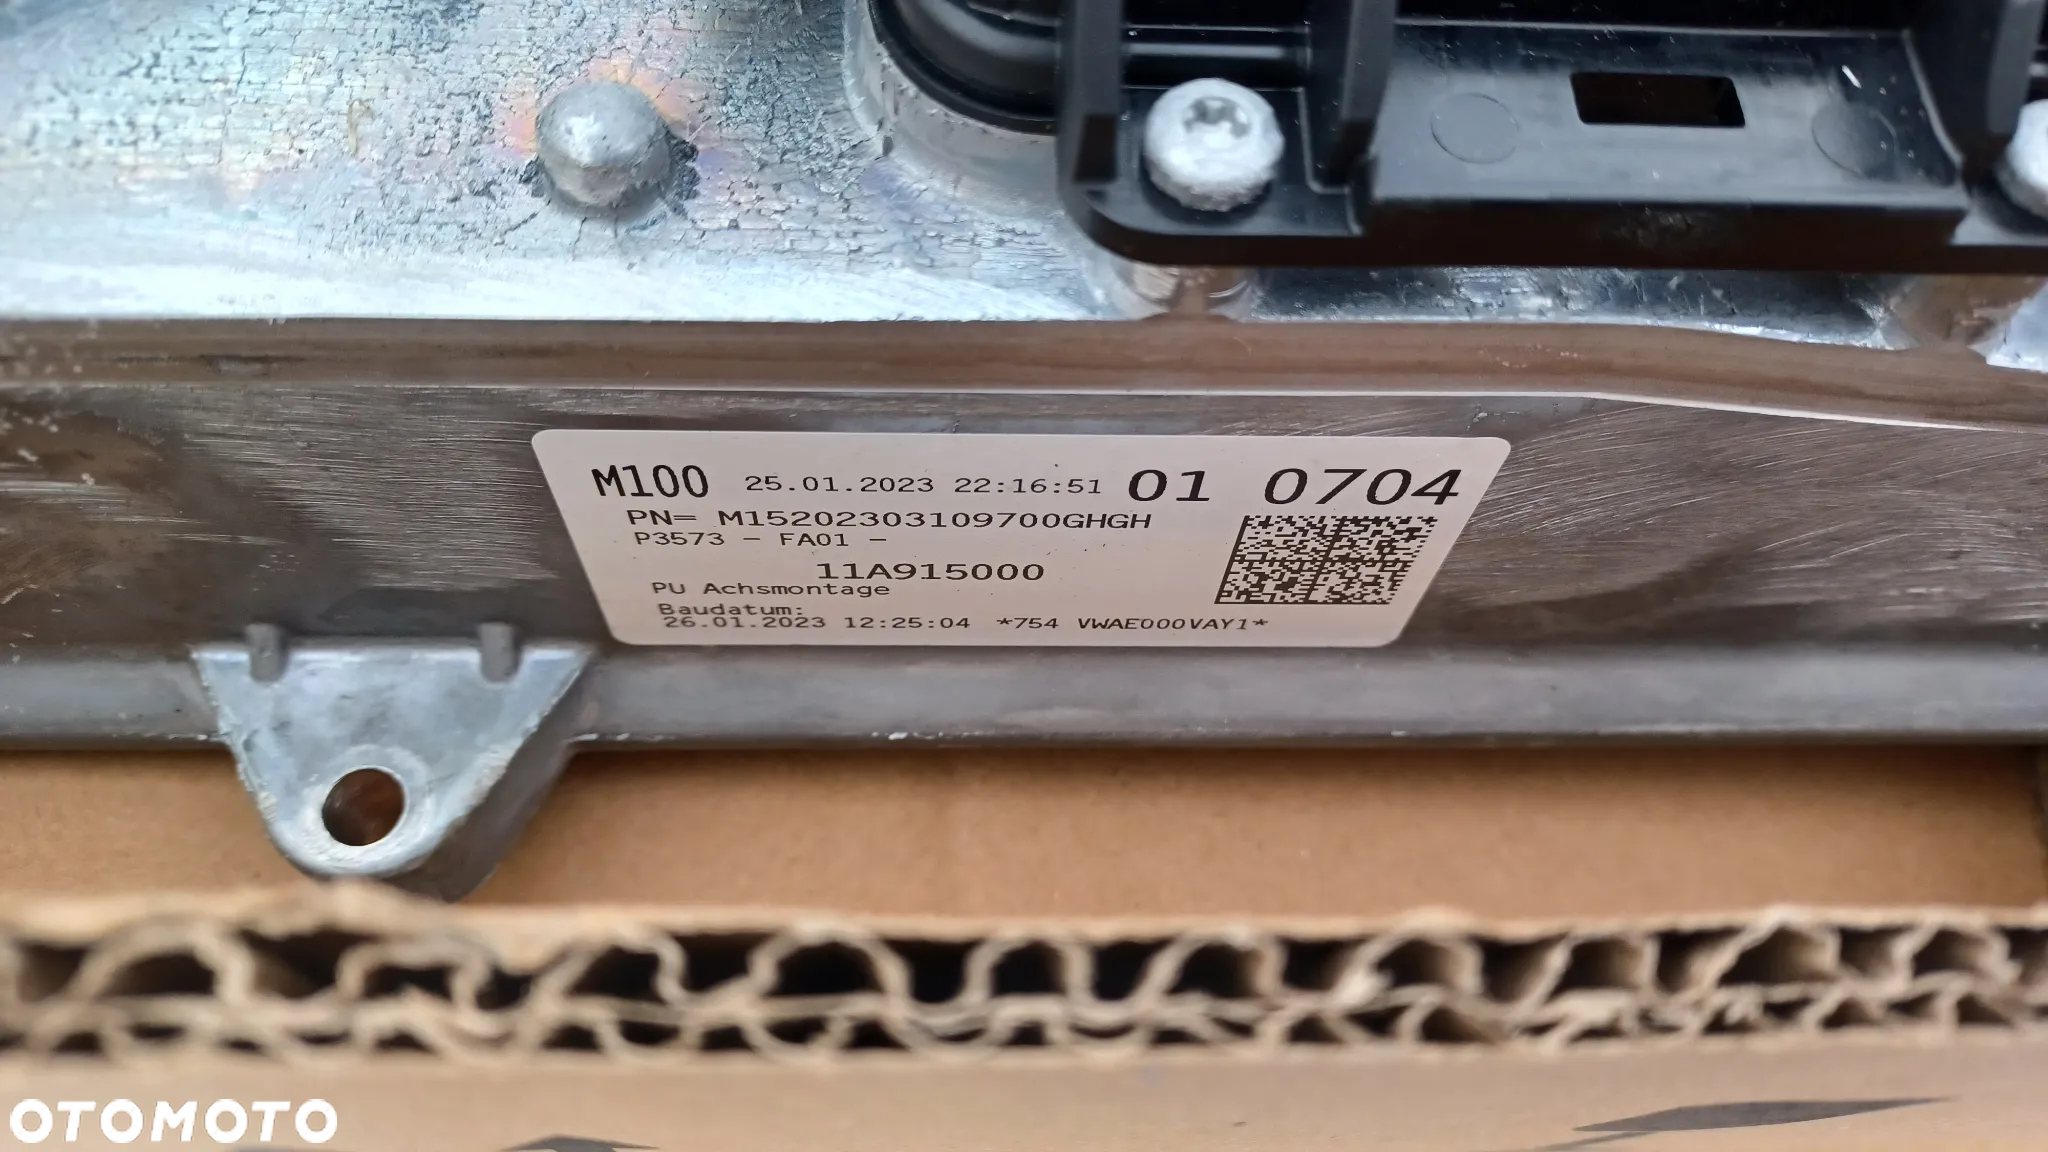 M100 25.01.2023 22:16:51 01 0704
PN= M15202303109700GHGH
P3573 - FA01 -
11A915000
PU Achsmontage
Baudatum:
26.01.2023 12:25:04 *754 VWAE000VAY1*
OTOMOTO